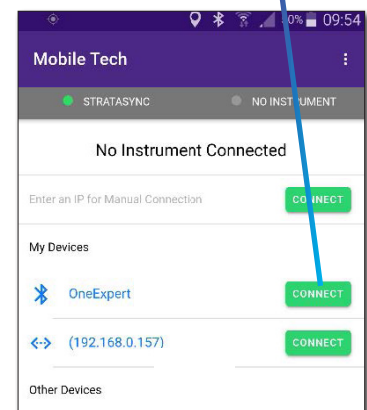 09:54
Mobile Tech
STRATASYNC NO INSTRUMENT
No Instrument Connected
Enter an IP for Manual Connection CONNECT
My Devices
OneExpert CONNECT
(192.168.0.157) CONNECT
Other Devices